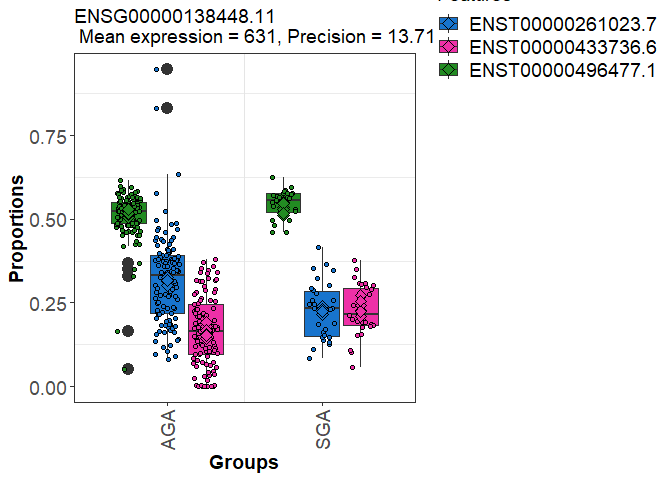 ENSG00000138448.11
Mean expression = 631, Precision = 13.71
ENST00000261023.7
ENST00000433736.6
ENST00000496477.1
Proportions
0.75
0.50
0.25
0.00
AGA
SGA
Groups